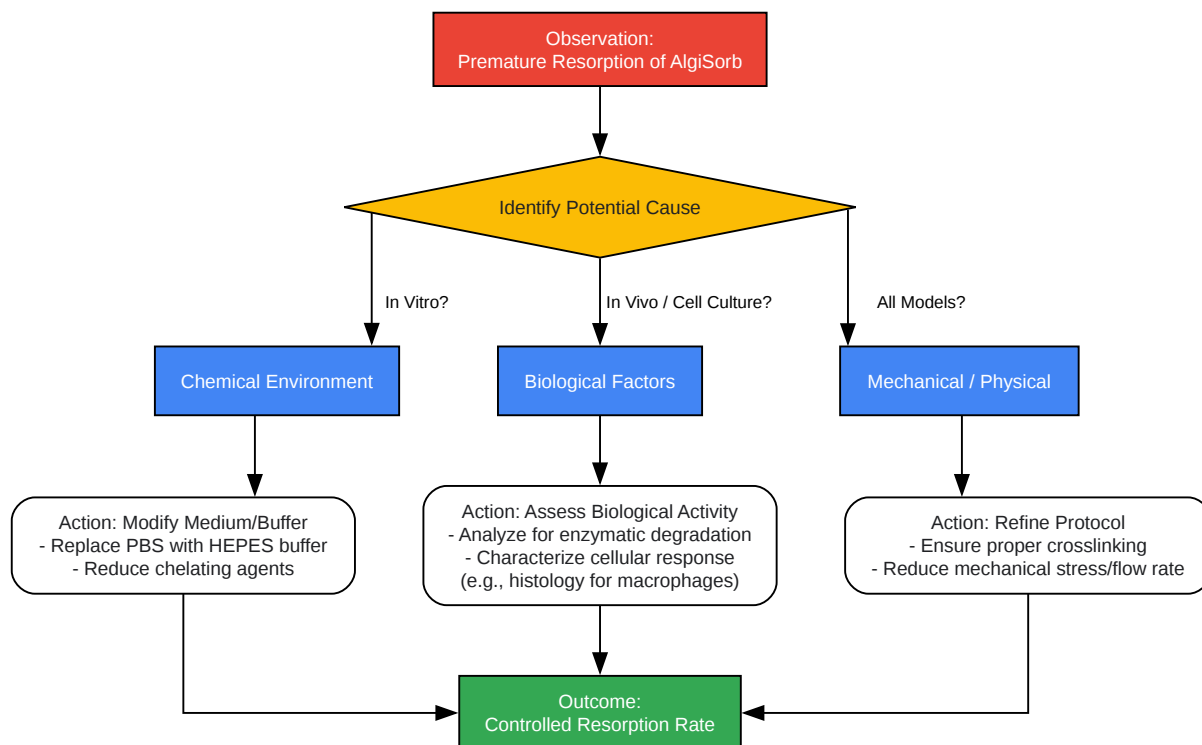 Observation:
Premature Resorption of AlgiSorb
Identify Potential Cause
In Vitro?
In Vivo / Cell Culture?
All Models?
Chemical Environment
Biological Factors
Mechanical / Physical
Action: Modify Medium/Buffer
- Replace PBS with HEPES buffer
- Reduce chelating agents
Action: Assess Biological Activity
- Analyze for enzymatic degradation
- Characterize cellular response
(e.g., histology for macrophages)
Action: Refine Protocol
- Ensure proper crosslinking
- Reduce mechanical stress/flow rate
Outcome:
Controlled Resorption Rate